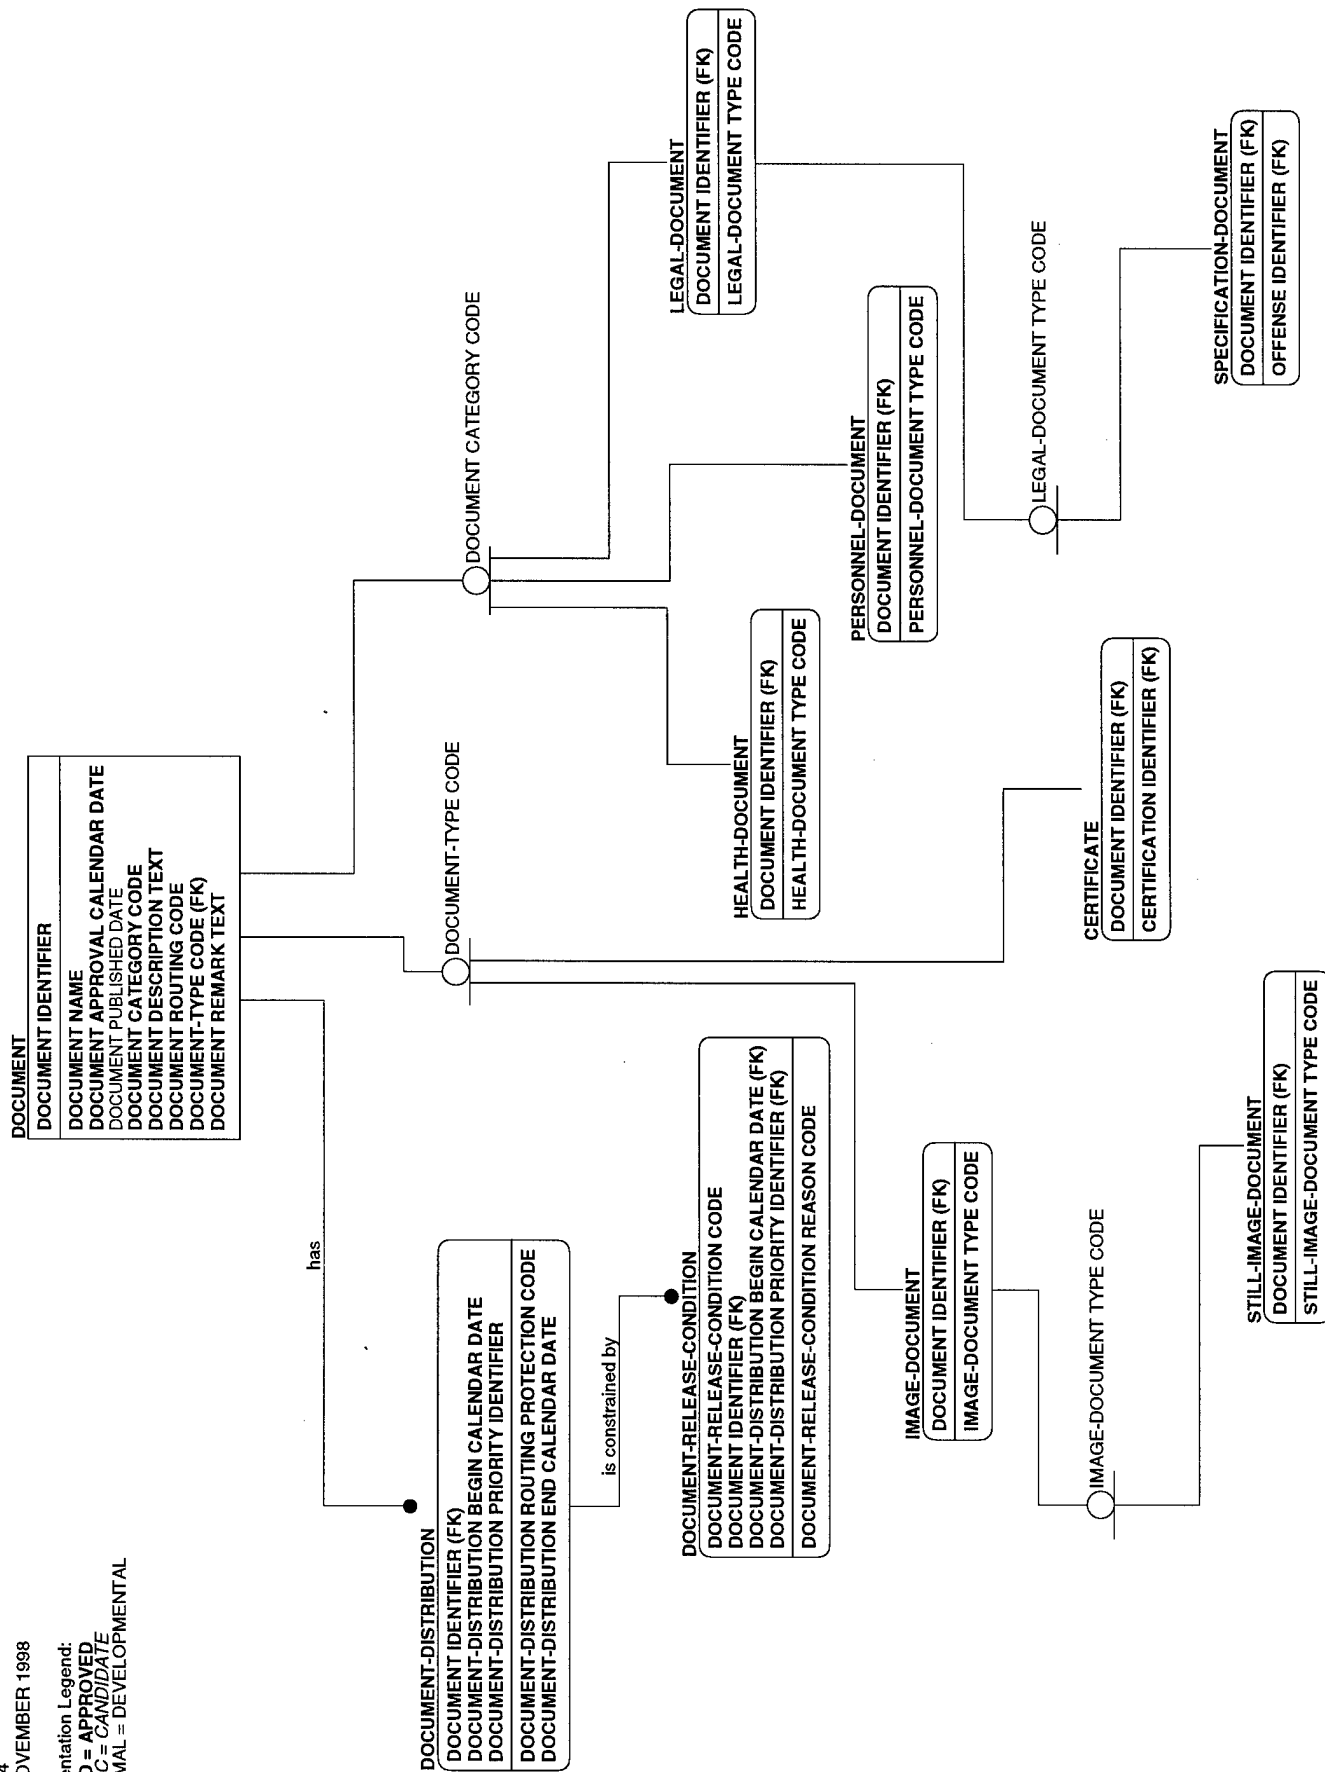 4
OVEMBER 1998
entation Legend:
D = APPROVED
C = CANDIDATE
MAL = DEVELOPMENTAL
DOCUMENT
DOCUMENT IDENTIFIER
DOCUMENT NAME
DOCUMENT APPROVAL CALENDAR DATE
DOCUMENT PUBLISHED DATE
DOCUMENT CATEGORY CODE
DOCUMENT DESCRIPTION TEXT
DOCUMENT ROUTING CODE
DOCUMENT-TYPE CODE (FK)
DOCUMENT REMARK TEXT
has
DOCUMENT-TYPE CODE
DOCUMENT CATEGORY CODE
DOCUMENT-DISTRIBUTION
DOCUMENT IDENTIFIER (FK)
DOCUMENT-DISTRIBUTION BEGIN CALENDAR DATE
DOCUMENT-DISTRIBUTION PRIORITY IDENTIFIER
DOCUMENT-DISTRIBUTION ROUTING PROTECTION CODE
DOCUMENT-DISTRIBUTION END CALENDAR DATE
is constrained by
DOCUMENT-RELEASE-CONDITION
DOCUMENT-RELEASE-CONDITION CODE
DOCUMENT IDENTIFIER (FK)
DOCUMENT-DISTRIBUTION BEGIN CALENDAR DATE (FK)
DOCUMENT-DISTRIBUTION PRIORITY IDENTIFIER (FK)
DOCUMENT-RELEASE-CONDITION REASON CODE
HEALTH-DOCUMENT
DOCUMENT IDENTIFIER (FK)
HEALTH-DOCUMENT TYPE CODE
LEGAL-DOCUMENT
DOCUMENT IDENTIFIER (FK)
LEGAL-DOCUMENT TYPE CODE
PERSONNEL-DOCUMENT
DOCUMENT IDENTIFIER (FK)
PERSONNEL-DOCUMENT TYPE CODE
IMAGE-DOCUMENT
DOCUMENT IDENTIFIER (FK)
IMAGE-DOCUMENT TYPE CODE
IMAGE-DOCUMENT TYPE CODE
CERTIFICATE
DOCUMENT IDENTIFIER (FK)
CERTIFICATION IDENTIFIER (FK)
LEGAL-DOCUMENT TYPE CODE
STILL-IMAGE-DOCUMENT
DOCUMENT IDENTIFIER (FK)
STILL-IMAGE-DOCUMENT TYPE CODE
SPECIFICATION-DOCUMENT
DOCUMENT IDENTIFIER (FK)
OFFENSE IDENTIFIER (FK)